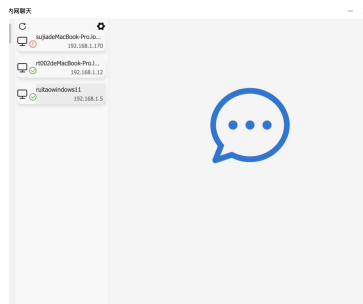 内网聊天
sujiadeMacBook-Pro.lo...
192.168.1.170
rt002deMacBook-Pro.l...
192.168.1.12
ruitaowindows11
192.168.1.5